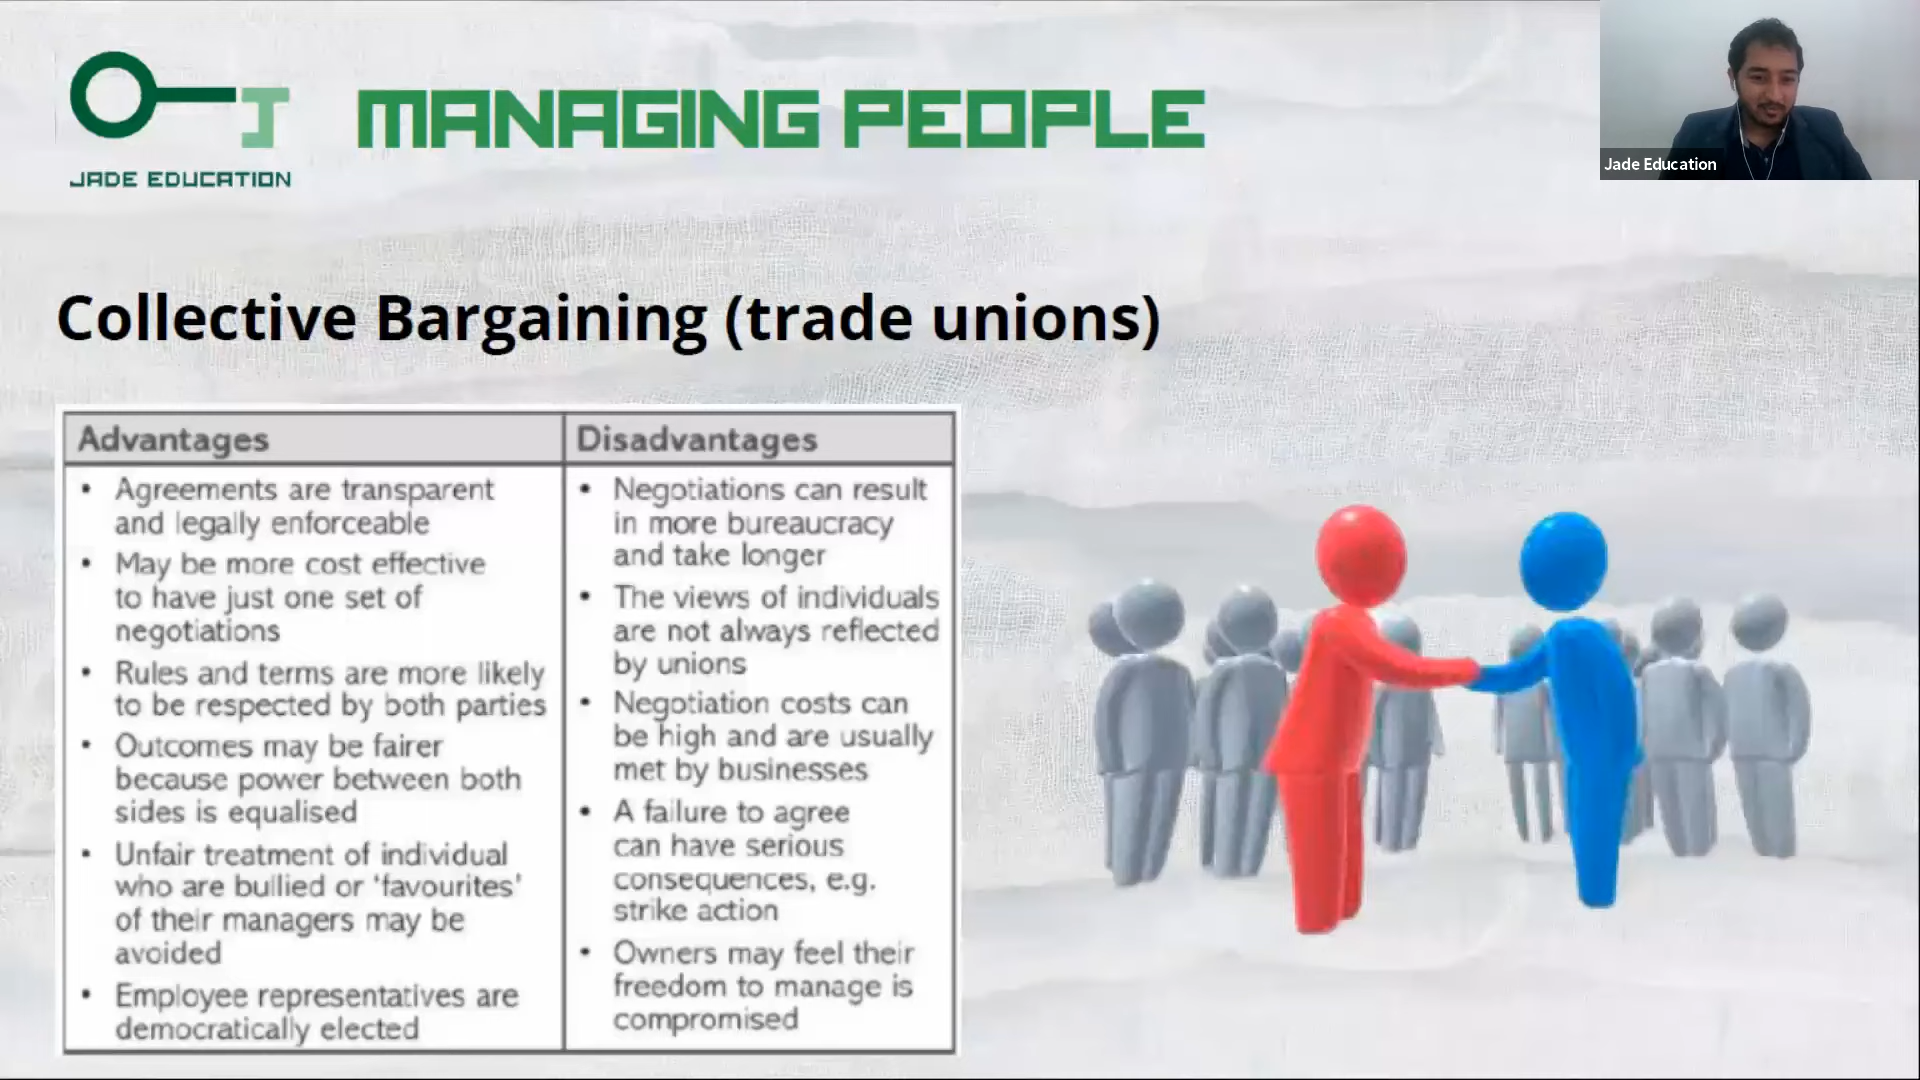 JADE EDUCATION
MANAGING PEOPLE
Jade Education
Collective Bargaining (trade unions)
Advantages
• Agreements are transparent
and legally enforceable
• May be more cost effective
to have just one set of
negotiations
• Rules and terms are more likely
to be respected by both parties
• Outcomes may be fairer
because power between both
sides is equalised
• Unfair treatment of individual
who are bullied or ‘favourites’
of their managers may be
avoided
• Employee representatives are
democratically elected
Disadvantages
• Negotiations can result
in more bureaucracy
and take longer
• The views of individuals
are not always reflected
by unions
• Negotiation costs can
be high and are usually
met by businesses
• A failure to agree
can have serious
consequences, e.g.
strike action
• Owners may feel their
freedom to manage is
compromised